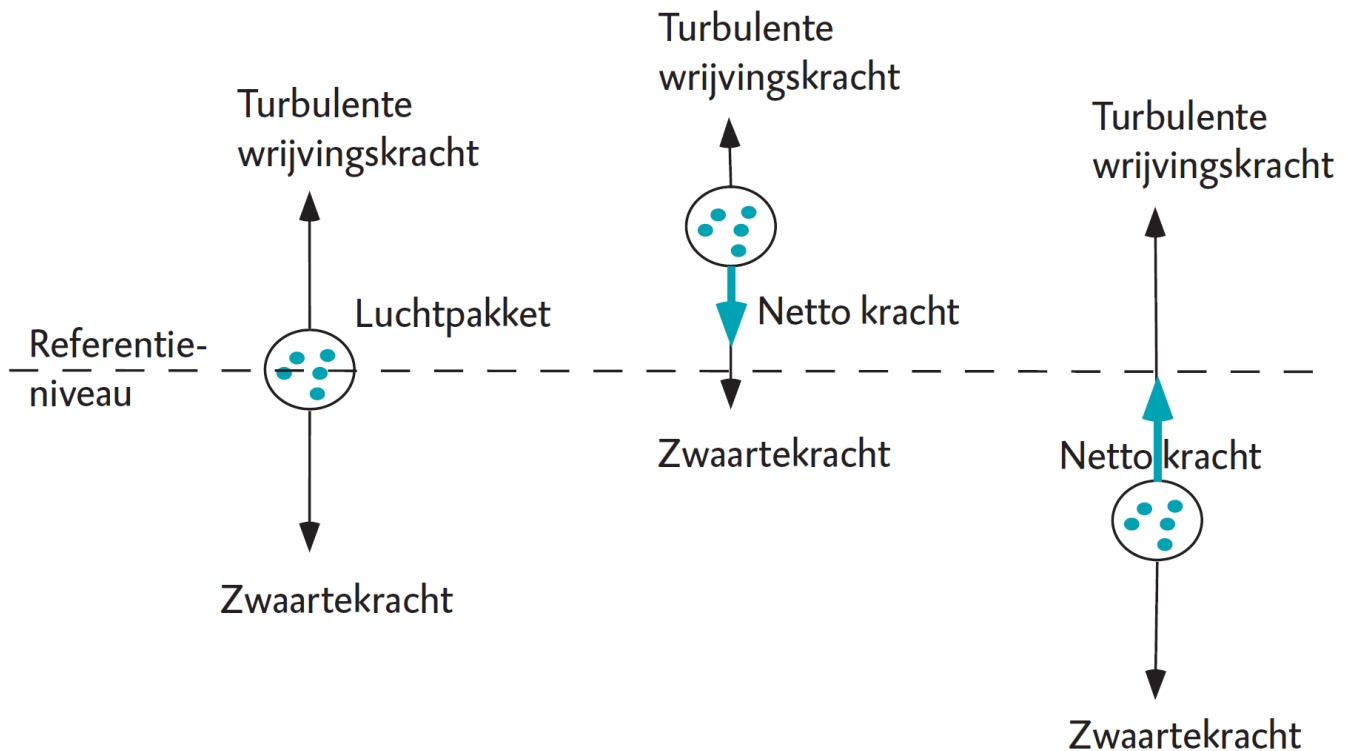 Turbulente
wrijvingskracht
Turbulente
wrijvingskracht
Turbulente
wrijvingskracht
Luchtpakket
Netto kracht
Referentie-
niveau
Zwaartekracht
Netto kracht
Zwaartekracht
Zwaartekracht